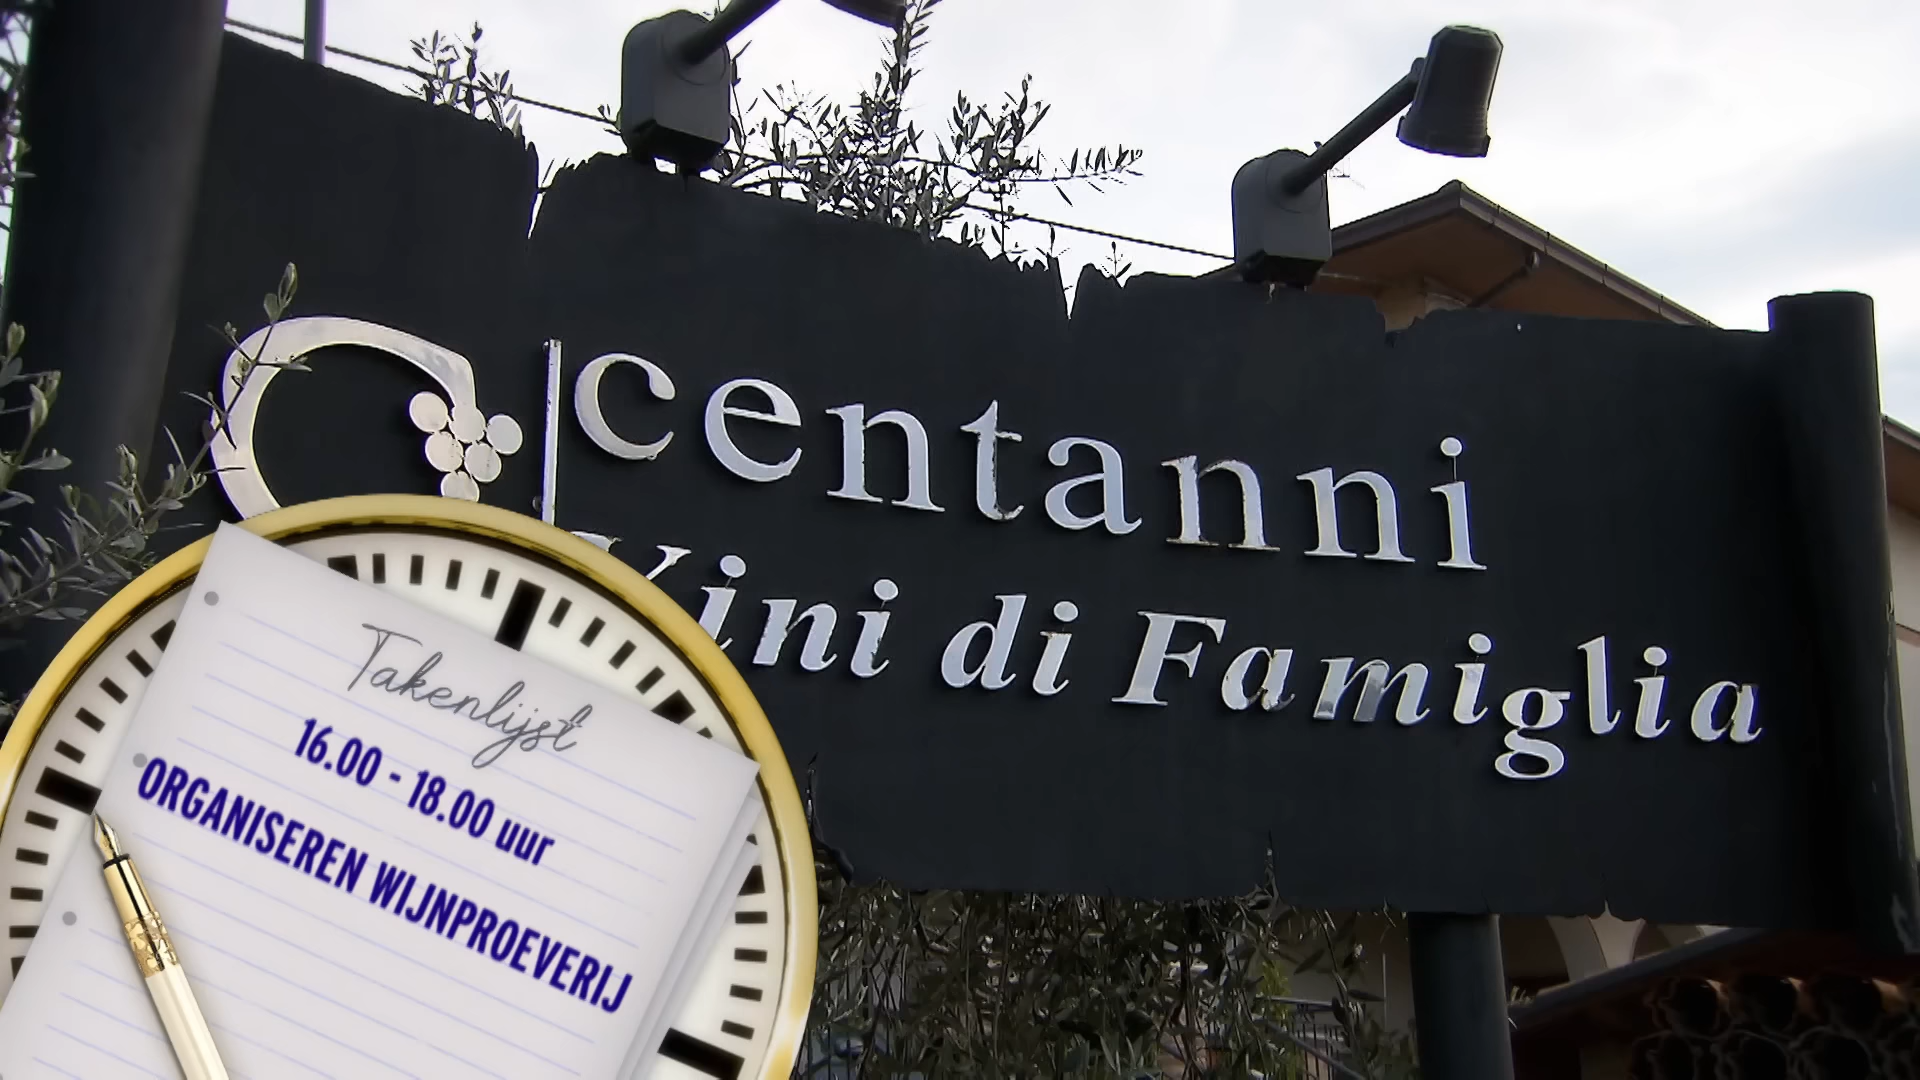 centanni
Vini di Famiglia
Takenlijst
16.00 - 18.00 uur
ORGANISEREN WIJNPROEVERIJ